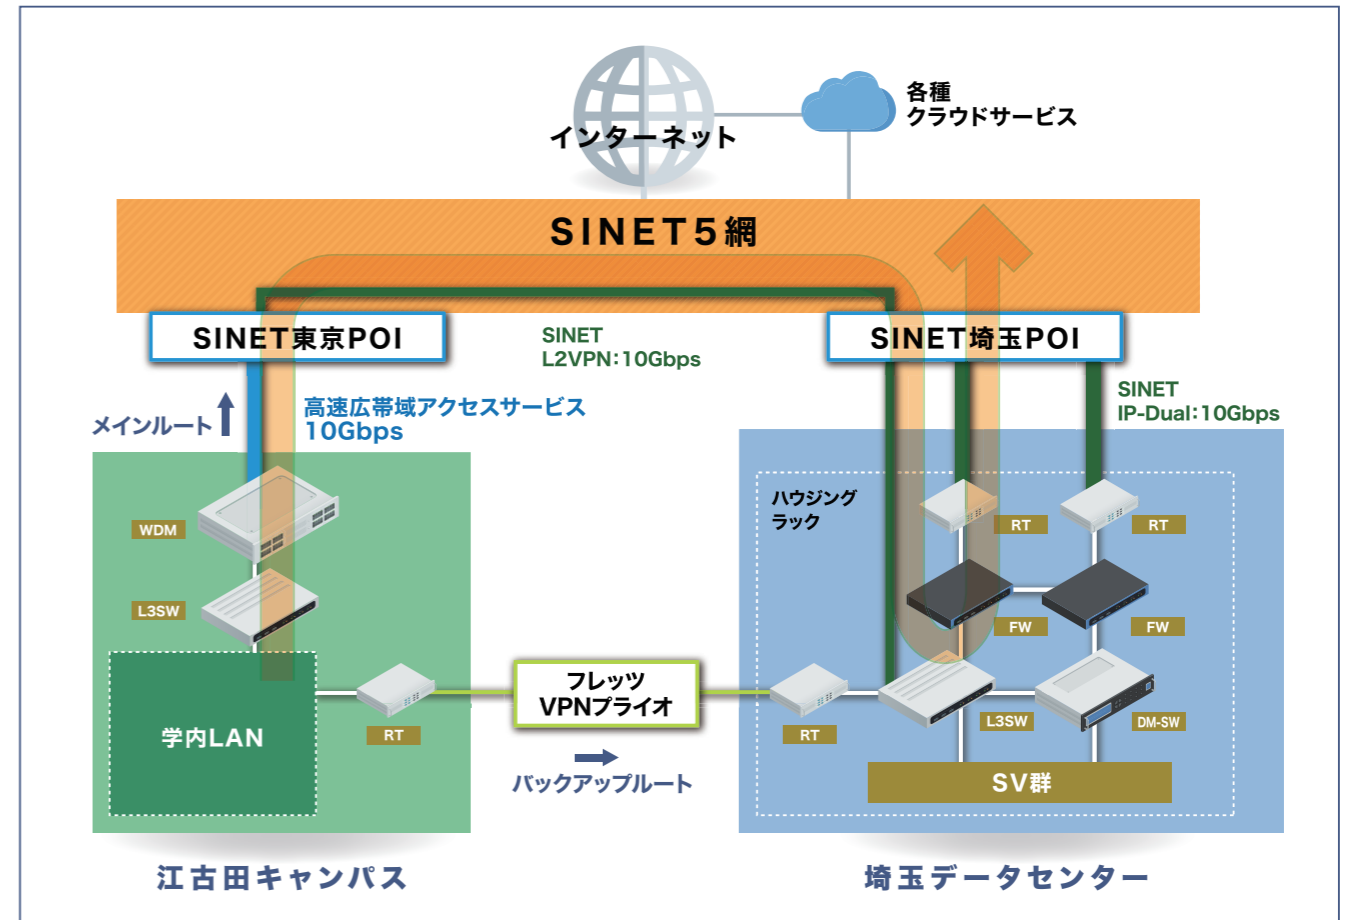 インターネット
各種
クラウドサービス
SINET5網
SINET東京POI
SINET
L2VPN:10Gbps
SINET埼玉POI
SINET
IP-Dual:10Gbps
メインルート
高速広帯域アクセスサービス
10Gbps
ハウジング
ラック
WDM
RT
RT
L3SW
FW
FW
学内LAN
RT
フレッツ
VPNプライオ
RT
L3SW
DM-SW
バックアップルート
SV群
江古田キャンパス
埼玉データセンター